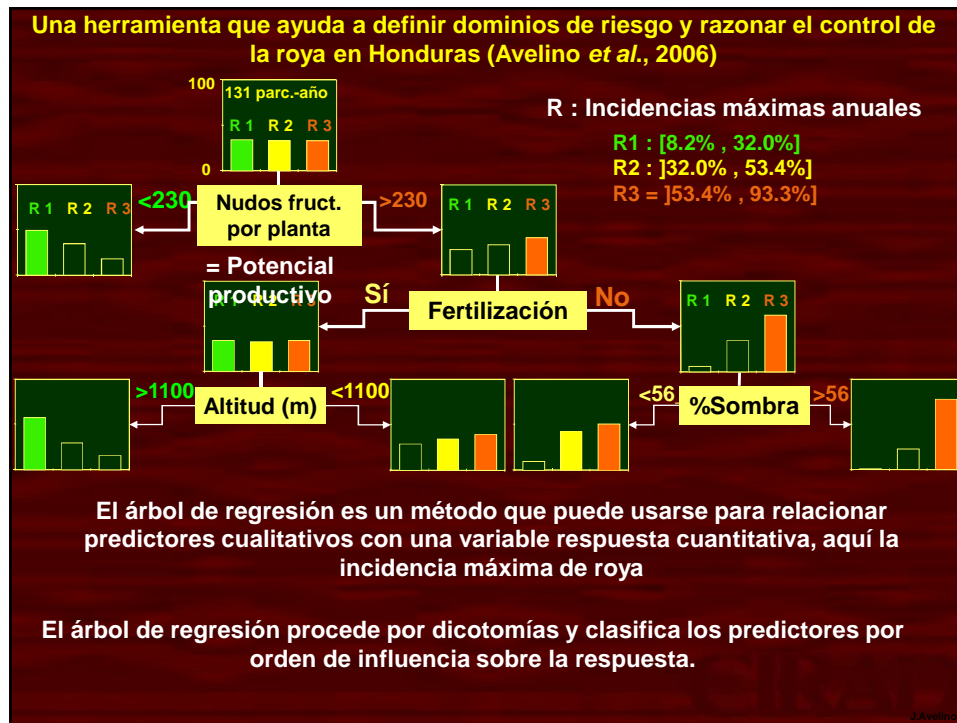 Una herramienta que ayuda a definir dominios de riesgo y razonar el control de
la roya en Honduras (Avelino et al., 2006)
100
131 parc.-año
R 1 R 2 R 3
0
R : Incidencias máximas anuales
R1 : [8.2% , 32.0%]
R2 : ]32.0% , 53.4%]
R3 = ]53.4% , 93.3%]
R 1 R 2 R 3
<230
Nudos fruct.
por planta
>230
R 1 R 2 R 3
= Potencial
productivo
R 1 R 2 R 3
Sí
Fertilización
No
R 1 R 2 R 3
>1100
Altitud (m)
<1100
<56
%Sombra
>56
El árbol de regresión es un método que puede usarse para relacionar
predictores cualitativos con una variable respuesta cuantitativa, aquí la
incidencia máxima de roya
El árbol de regresión procede por dicotomías y clasifica los predictores por
orden de influencia sobre la respuesta.
CIRAD
J.Avelino